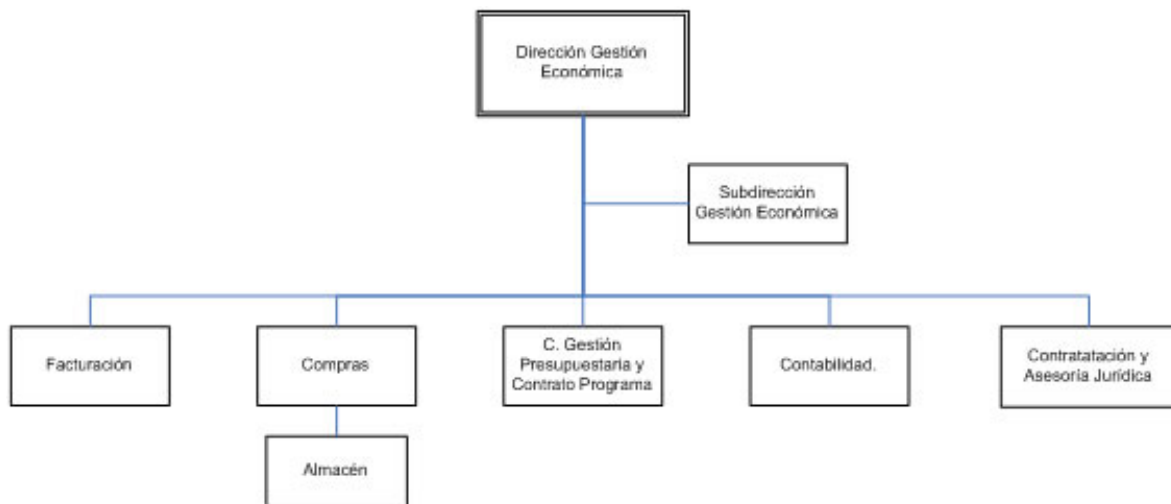 Dirección Gestión
Económica
Subdirección
Gestión Económica
Facturación
Compras
C. Gestión
Presupuestaria y
Contrato Programa
Contabilidad.
Contratatación y
Asesoría Jurídica
Almacén